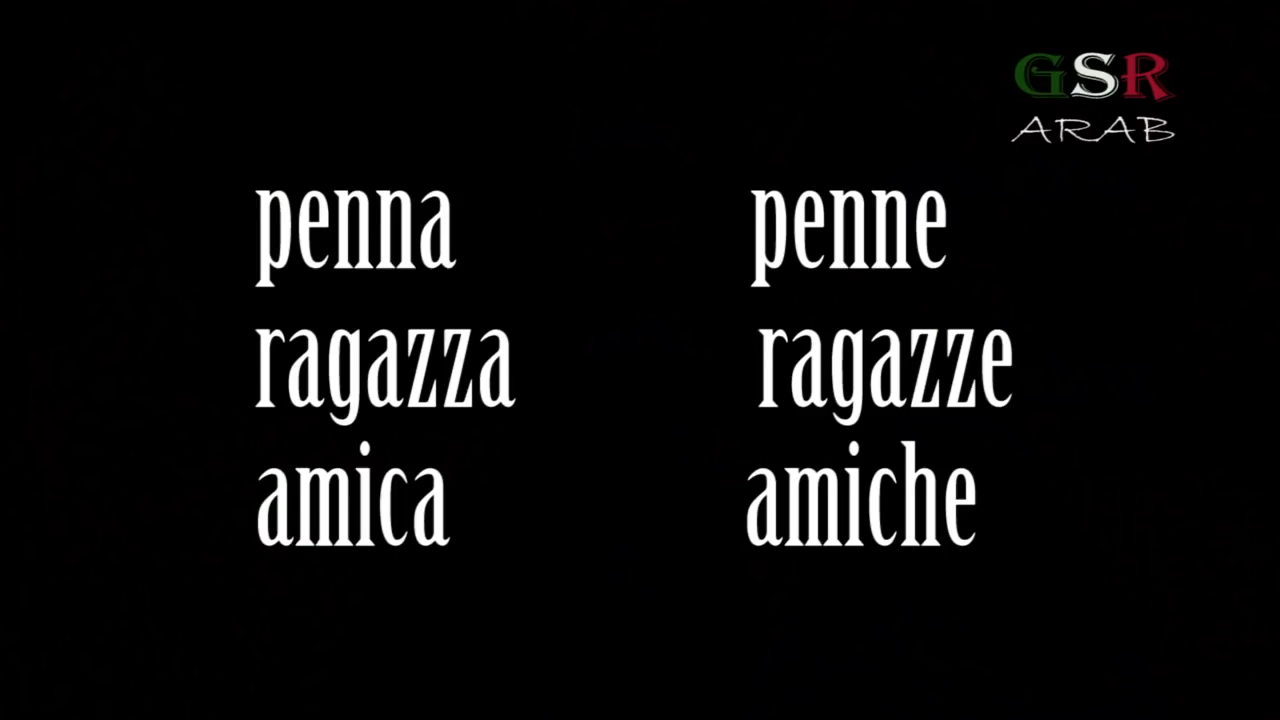 GSR
ARAB
penna penne
ragazza ragazze
amica amiche